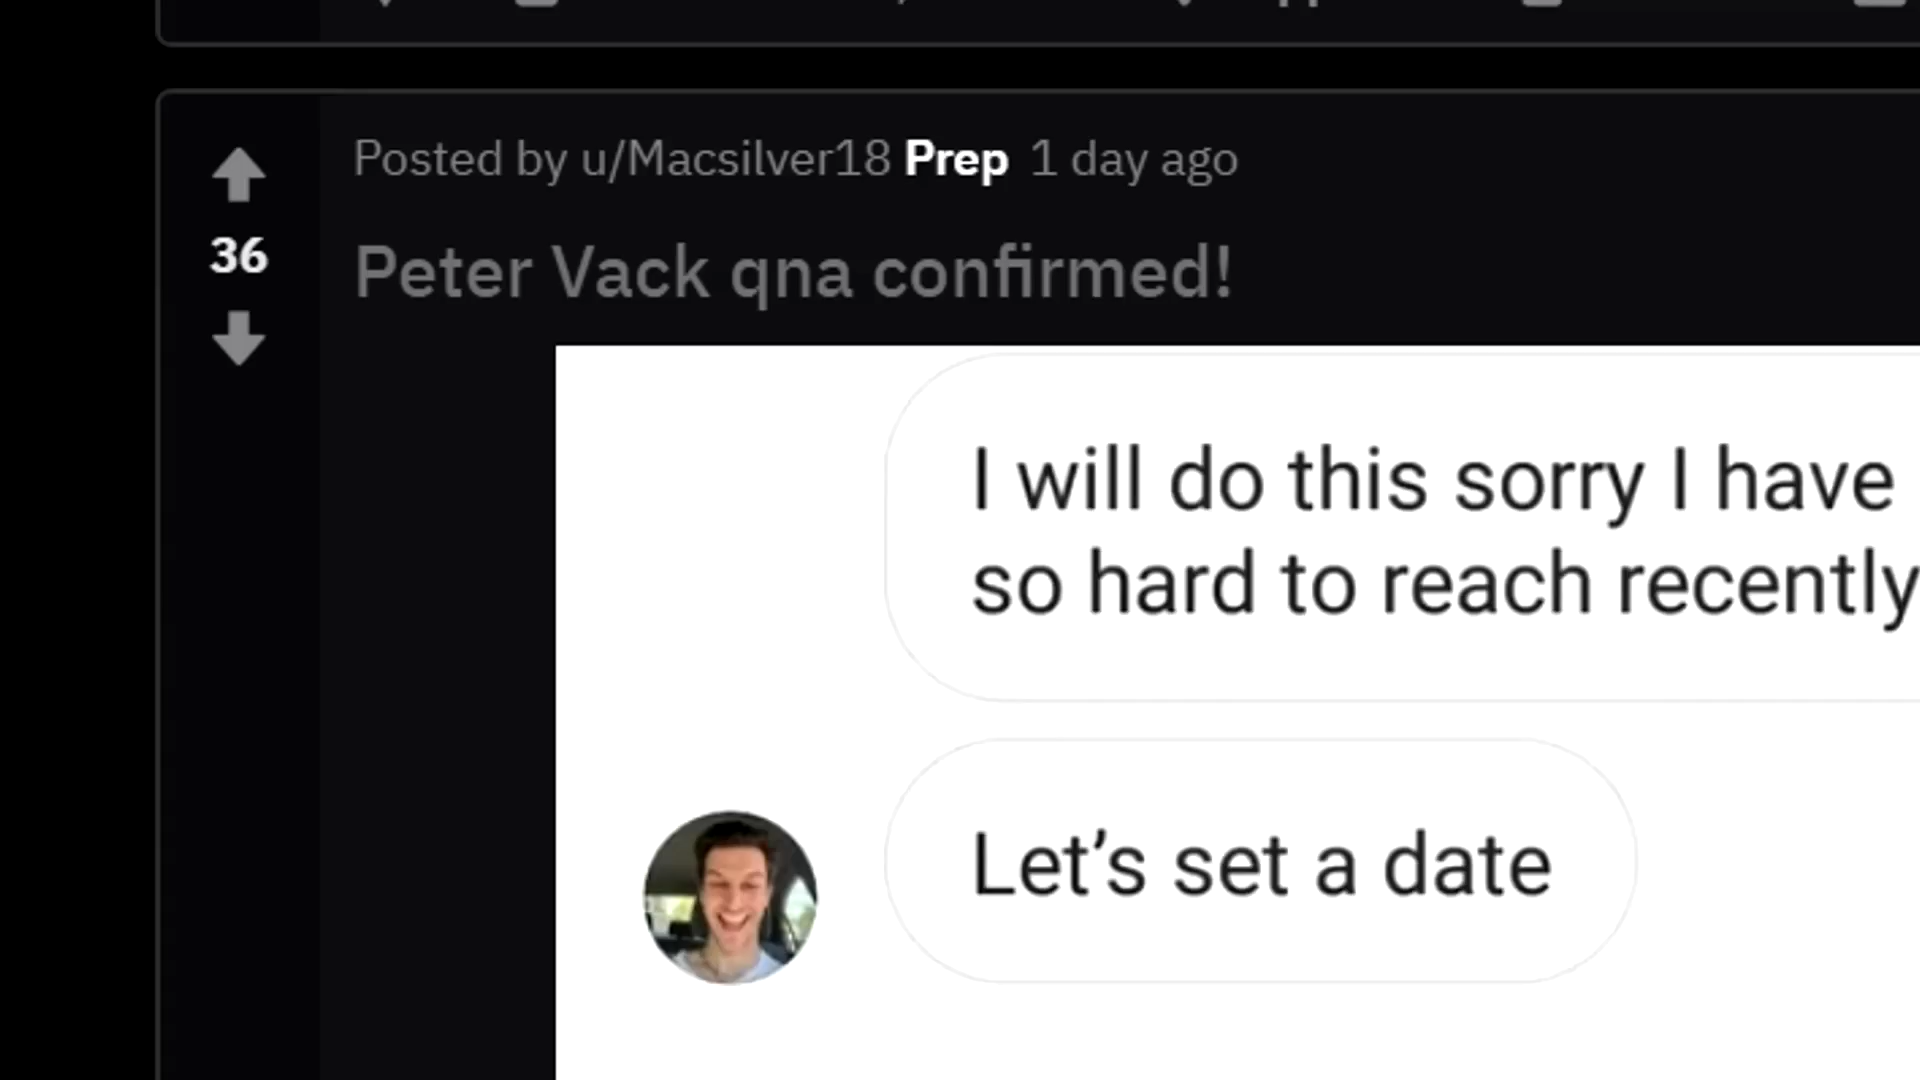 Posted by u/Macsilver18 Prep 1 day ago
36
Peter Vack qna confirmed!
I will do this sorry I have
so hard to reach recently
Let’s set a date